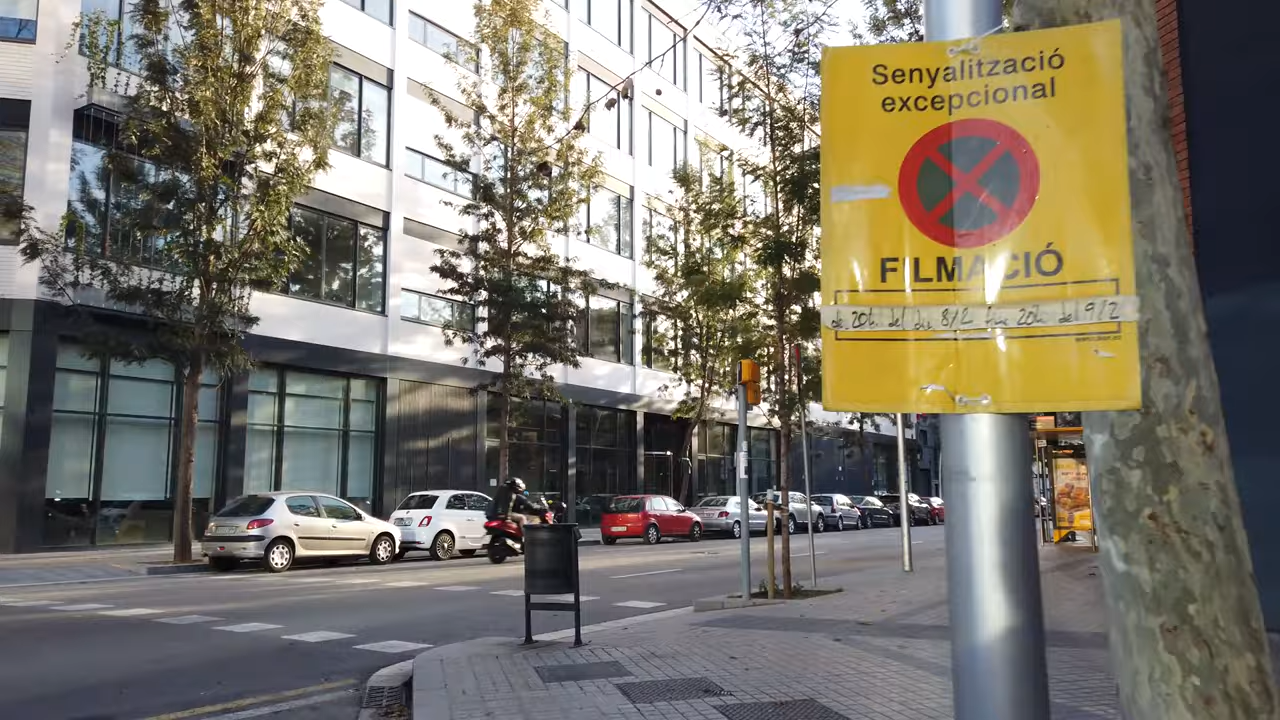 Senyalització
excepcional
FILMACIÓ
de 20h. del dia 8/2 fins 20h del 9/2